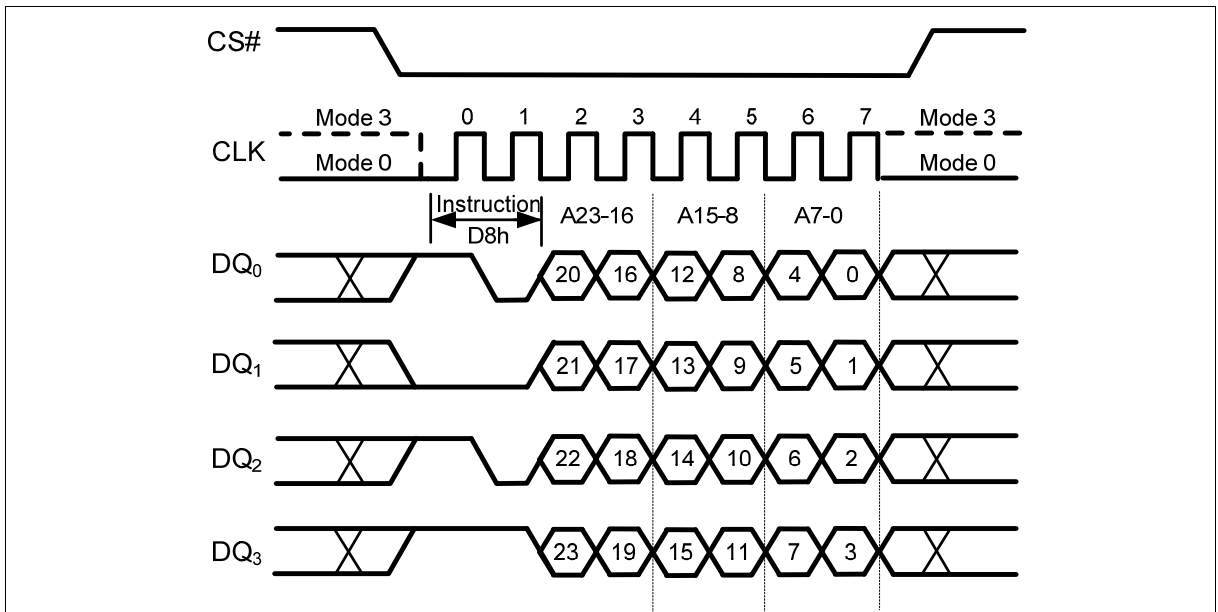 CS#
0 1 2 3 4 5 6 7
Mode 3 Mode 3
CLK
Mode 0 Mode 0
Instruction A23-16 A15-8 A7-0
D8h
DQ0 20 16 12 8 4 0
DQ1 21 17 13 9 5 1
DQ2 22 18 14 10 6 2
DQ3 23 19 15 11 7 3